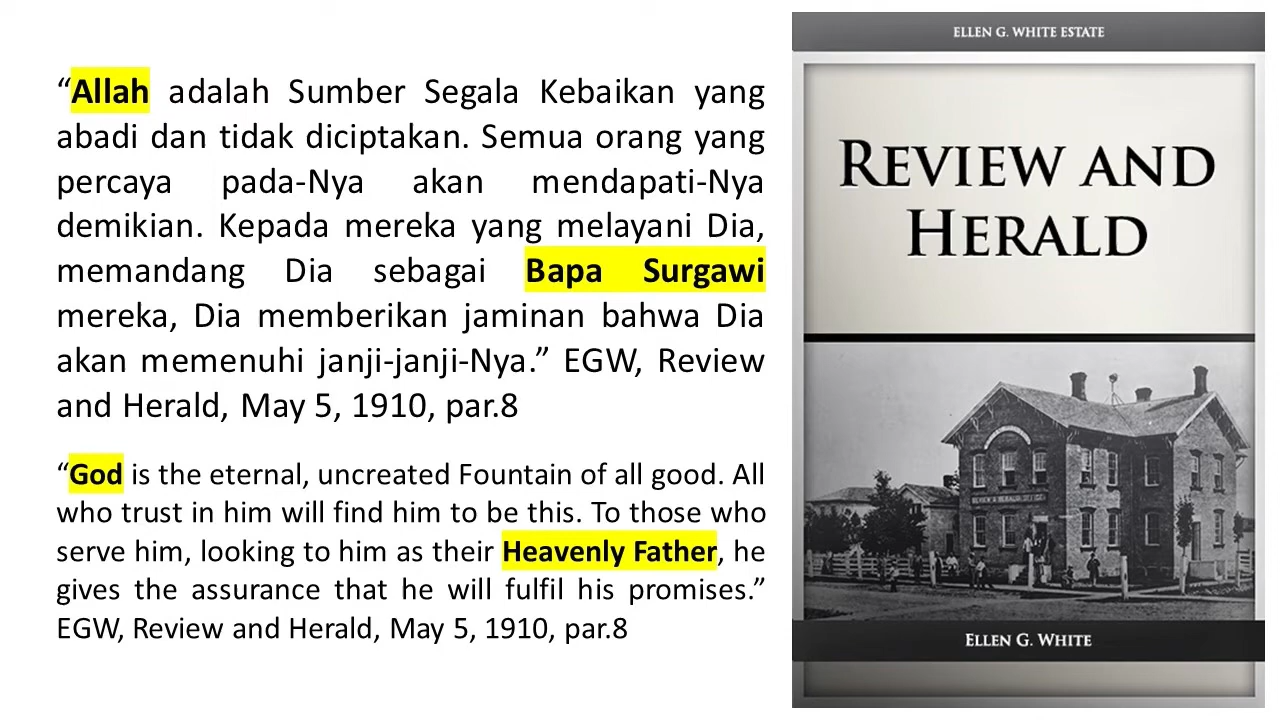 “Allah adalah Sumber Segala Kebaikan yang
abadi dan tidak diciptakan. Semua orang yang
percaya pada-Nya akan mendapati-Nya
demikian. Kepada mereka yang melayani Dia,
memandang Dia sebagai Bapa Surgawi
mereka, Dia memberikan jaminan bahwa Dia
akan memenuhi janji-janji-Nya.” EGW, Review
and Herald, May 5, 1910, par.8
“God is the eternal, uncreated Fountain of all good. All
who trust in him will find him to be this. To those who
serve him, looking to him as their Heavenly Father, he
gives the assurance that he will fulfil his promises.”
EGW, Review and Herald, May 5, 1910, par.8
ELLEN G. WHITE ESTATE
REVIEW AND
HERALD
REVIEW & HERALD OFFICE
ELLEN G. WHITE